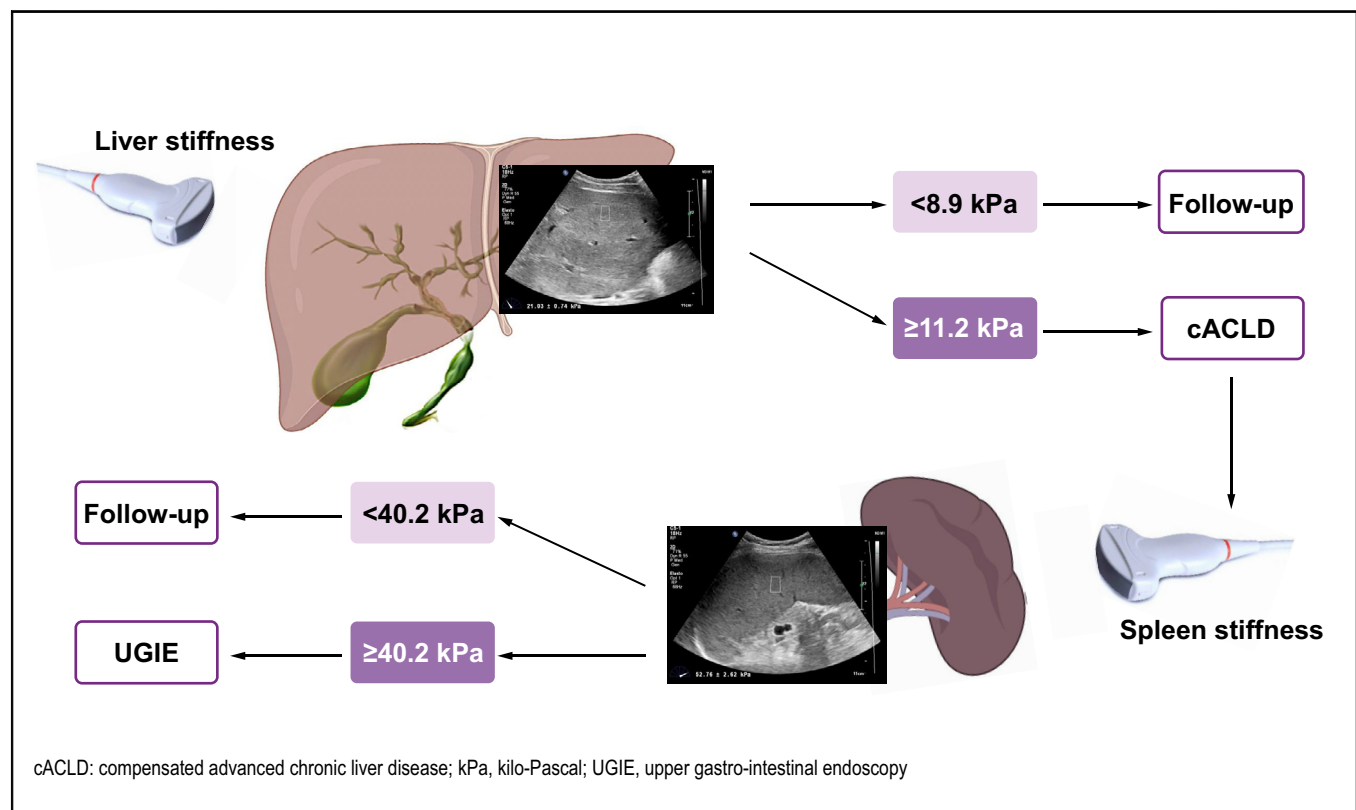 Liver stiffness
<8.9 kPa
Follow-up
21.03 ± 0.74 kPa
≥11.2 kPa
cACLD
Follow-up
<40.2 kPa
Spleen stiffness
UGIE
≥40.2 kPa
52.76 ± 2.62 kPa
cACLD: compensated advanced chronic liver disease; kPa, kilo-Pascal; UGIE, upper gastro-intestinal endoscopy